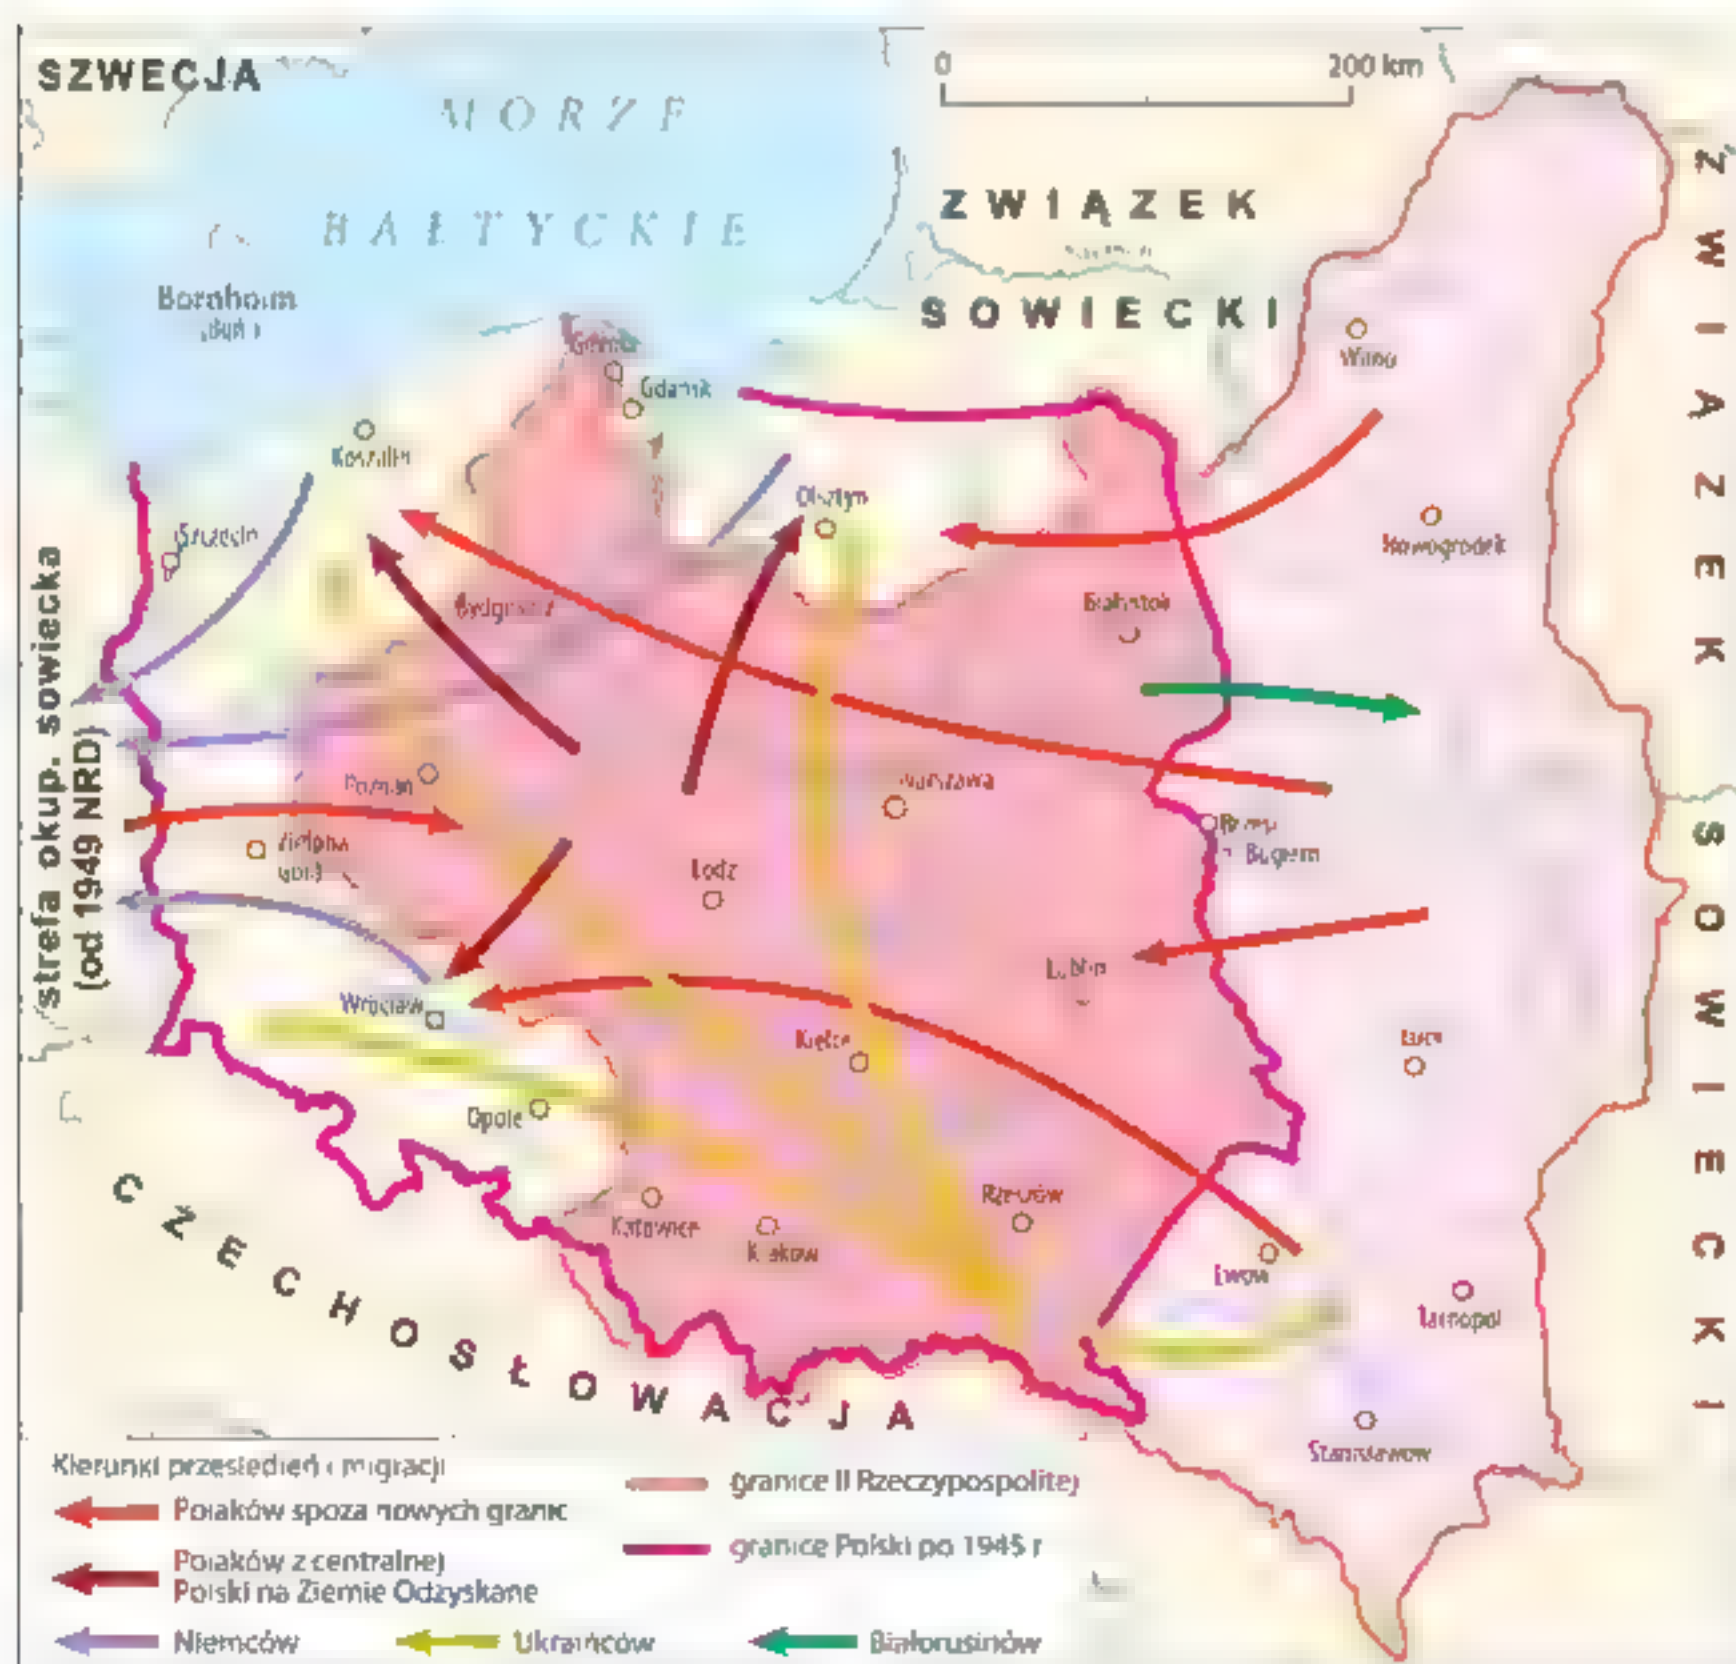 SZWECJA
0 200 km
MORZE
BAŁTYCKIE
ZWIĄZEK
SOWIECKI
Bornholm
Gdańsk
Koszalin
Szczecin
Olsztyn
Wilno
Nowogródek
Białystok
Bydgoszcz
Poznań
Warszawa
Zielona
Łódź
Bugiem
Lublin
Wrocław
Kielce
Opole
Łuck
Katowice
Kraków
Rzeszów
Lwów
Tarnopol
Stanisławów
strefa okup. sowiecka
(od 1949 NRD)
CZECHOSŁOWACJA
ZWIĄZEK SOWIECKI
Kierunki przesiedleń i migracji
Polaków spoza nowych granic
Polaków z centralnej
Polski na Ziemie Odzyskane
Niemców
Ukraińców
Białorusinów
granice II Rzeczypospolitej
granice Polski po 1945 r